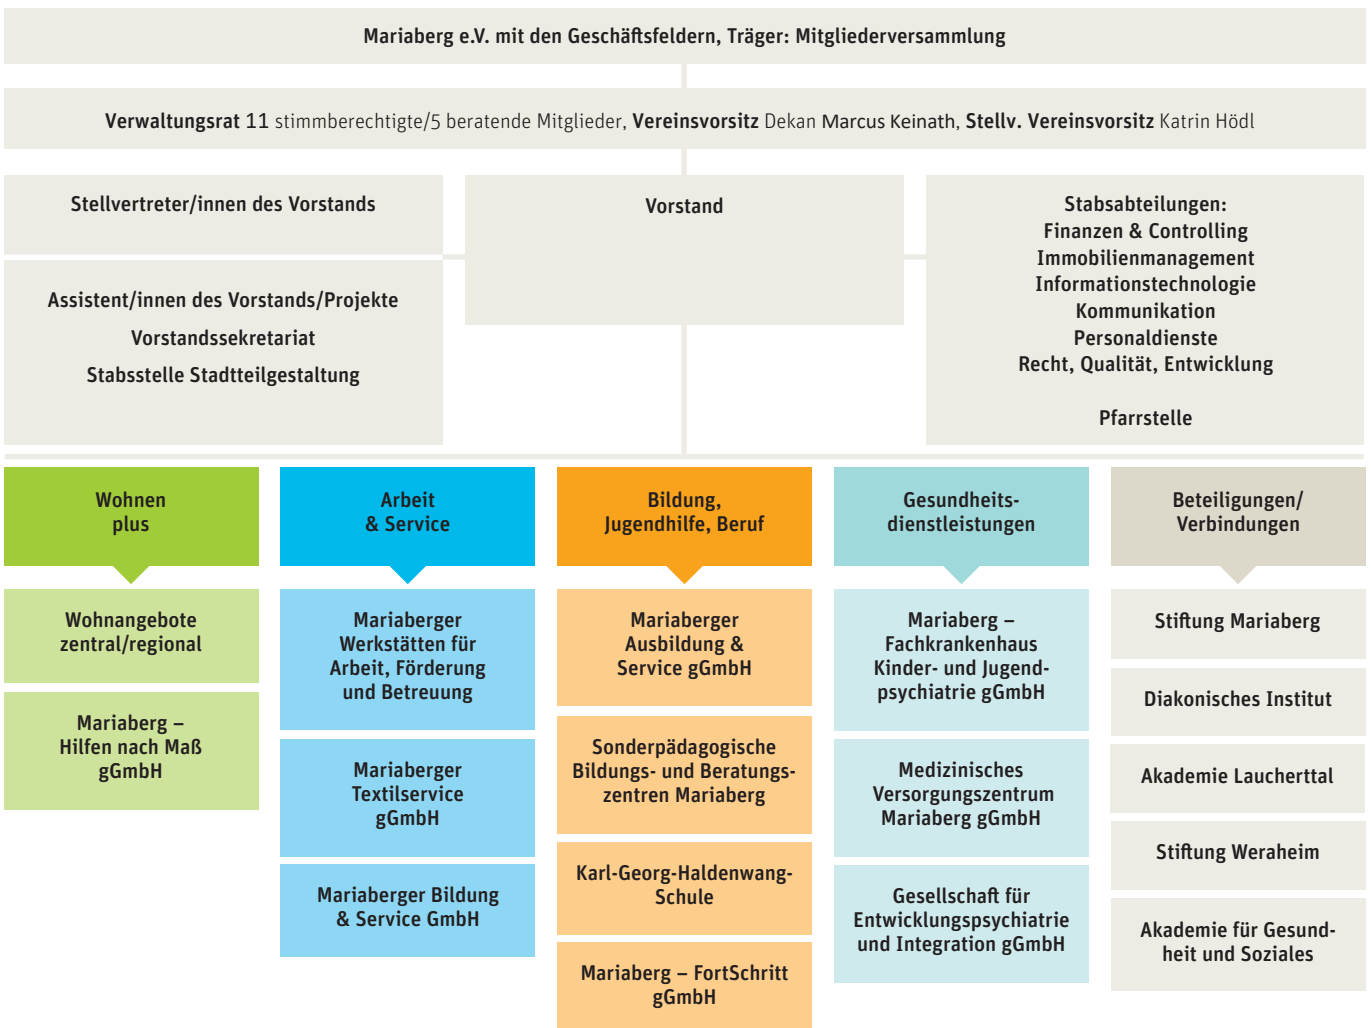 Mariaberg e.V. mit den Geschäftsfeldern, Träger: Mitgliederversammlung
Verwaltungsrat 11 stimmberechtigte/5 beratende Mitglieder, Vereinsvorsitz Dekan Marcus Keinath, Stellv. Vereinsvorsitz Katrin Hödl
Stellvertreter/innen des Vorstands
Assistent/innen des Vorstands/Projekte
Vorstandssekretariat
Stabsstelle Stadtteilgestaltung
Vorstand
Stabsabteilungen:
Finanzen & Controlling
Immobilienmanagement
Informationstechnologie
Kommunikation
Personaldienste
Recht, Qualität, Entwicklung
Pfarrstelle
Wohnen
plus
Wohnangebote
zentral/regional
Mariaberg –
Hilfen nach Maß
gGmbH
Arbeit
& Service
Mariaberger
Werkstätten für
Arbeit, Förderung
und Betreuung
Mariaberger
Textilservice
gGmbH
Mariaberger Bildung
& Service GmbH
Bildung,
Jugendhilfe, Beruf
Mariaberger
Ausbildung &
Service gGmbH
Sonderpädagogische
Bildungs- und Beratungs-
zentren Mariaberg
Karl-Georg-Haldenwang-
Schule
Mariaberg – FortSchritt
gGmbH
Gesundheits-
dienstleistungen
Mariaberg –
Fachkrankenhaus
Kinder- und Jugend-
psychiatrie gGmbH
Medizinisches
Versorgungszentrum
Mariaberg gGmbH
Gesellschaft für
Entwicklungspsychiatrie
und Integration gGmbH
Beteiligungen/
Verbindungen
Stiftung Mariaberg
Diakonisches Institut
Akademie Laucherttal
Stiftung Weraheim
Akademie für Gesund-
heit und Soziales